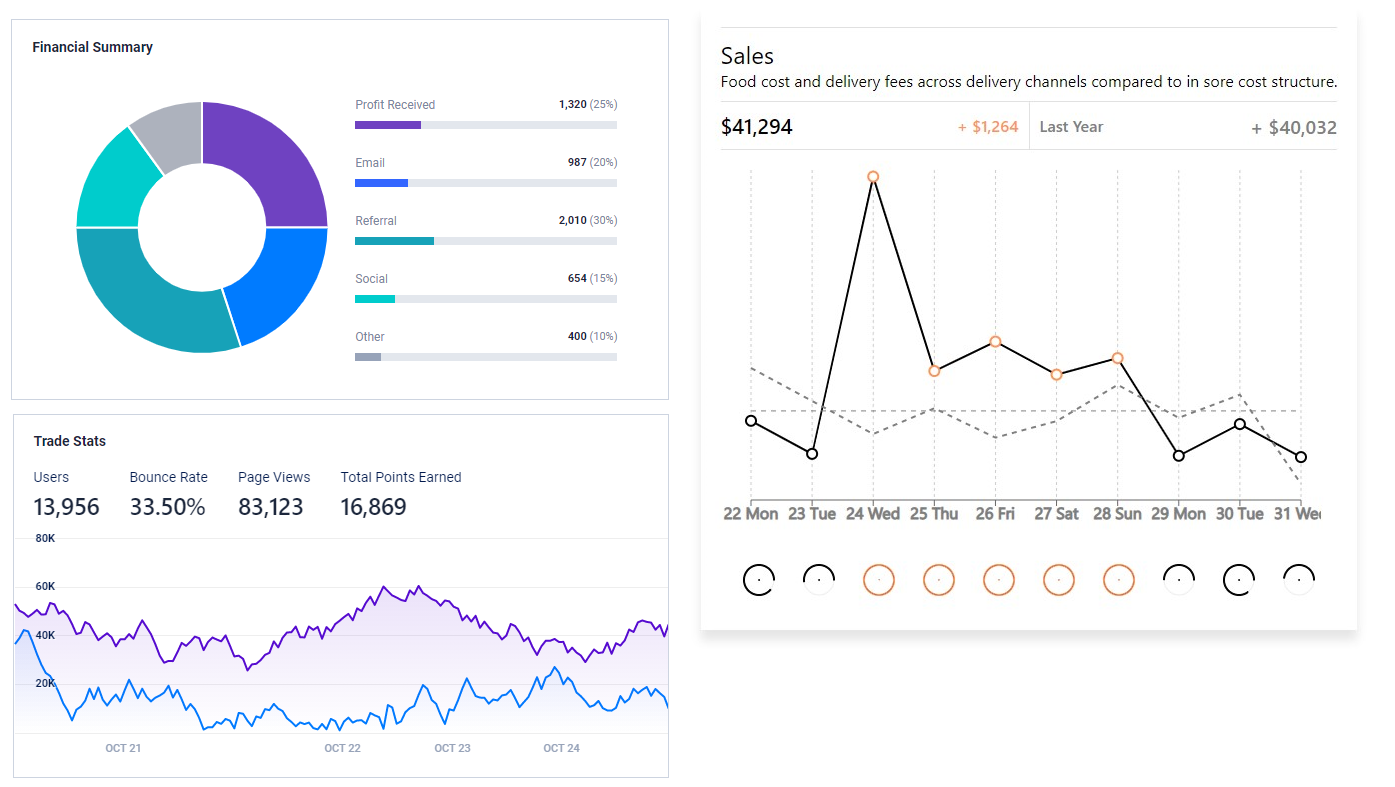 Financial Summary
Profit Received 1,320 (25%)
Email 987 (20%)
Referral 2,010 (30%)
Social 654 (15%)
Other 400 (10%)
Trade Stats
Users Bounce Rate Page Views Total Points Earned
13,956 33.50% 83,123 16,869
80K
60K
40K
20K
OCT 21 OCT 22 OCT 23 OCT 24
Sales
Food cost and delivery fees across delivery channels compared to in sore cost structure.
$41,294 + $1,264 Last Year + $40,032
22 Mon 23 Tue 24 Wed 25 Thu 26 Fri 27 Sat 28 Sun 29 Mon 30 Tue 31 We